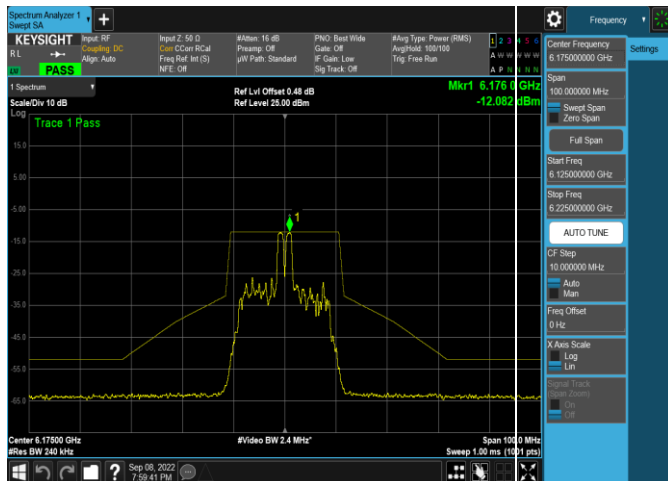 Spectrum Analyzer 1
Swept SA
+
Frequency
KEYSIGHT
RL
PASS
Input: RF
Coupling: DC
Align: Auto
Input Z: 50 Ω
Corr CCorr RCal
Freq Ref: Int (S)
NFE: Off
#Atten: 16 dB
Preamp: Off
µW Path: Standard
PNO: Best Wide
Gate: Off
IF Gain: Low
Sig Track: Off
#Avg Type: Power (RMS)
Avg|Hold: 100/100
Trig: Free Run
1 2 3 4 5 6
A W W W W W
A P N N N N
1 Spectrum
Scale/Div 10 dB
Ref Lvl Offset 0.48 dB
Ref Level 25.00 dBm
Mkr1 6.176 0 GHz
-12.082 dBm
Log
Trace 1 Pass
15.0
5.00
-5.00
-15.0
-25.0
-35.0
-45.0
-55.0
-65.0
1
Center 6.17500 GHz
#Res BW 240 kHz
#Video BW 2.4 MHz*
Span 100.0 MHz
Sweep 1.00 ms (1001 pts)
Sep 08, 2022
7:59:41 PM
?
Settings
Center Frequency
6.175000000 GHz
Span
100.000000 MHz
Swept Span
Zero Span
Full Span
Start Freq
6.125000000 GHz
Stop Freq
6.225000000 GHz
AUTO TUNE
CF Step
10.000000 MHz
Auto
Man
Freq Offset
0 Hz
X Axis Scale
Log
Lin
Signal Track
(Span Zoom)
On
Off